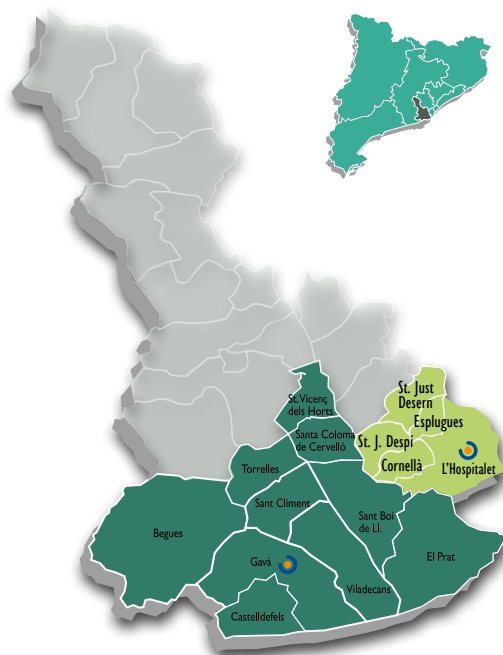 St. Just
Desern
Esplugues
St. Vicenç
dels Horts
St. J. Despi
Santa Coloma
de Cervelló
Cornellà
L'Hospitalet
Torrelles
Sant Climent
Sant Boi
de Ll.
Begues
El Prat
Gavà
Viladecans
Castelldefels